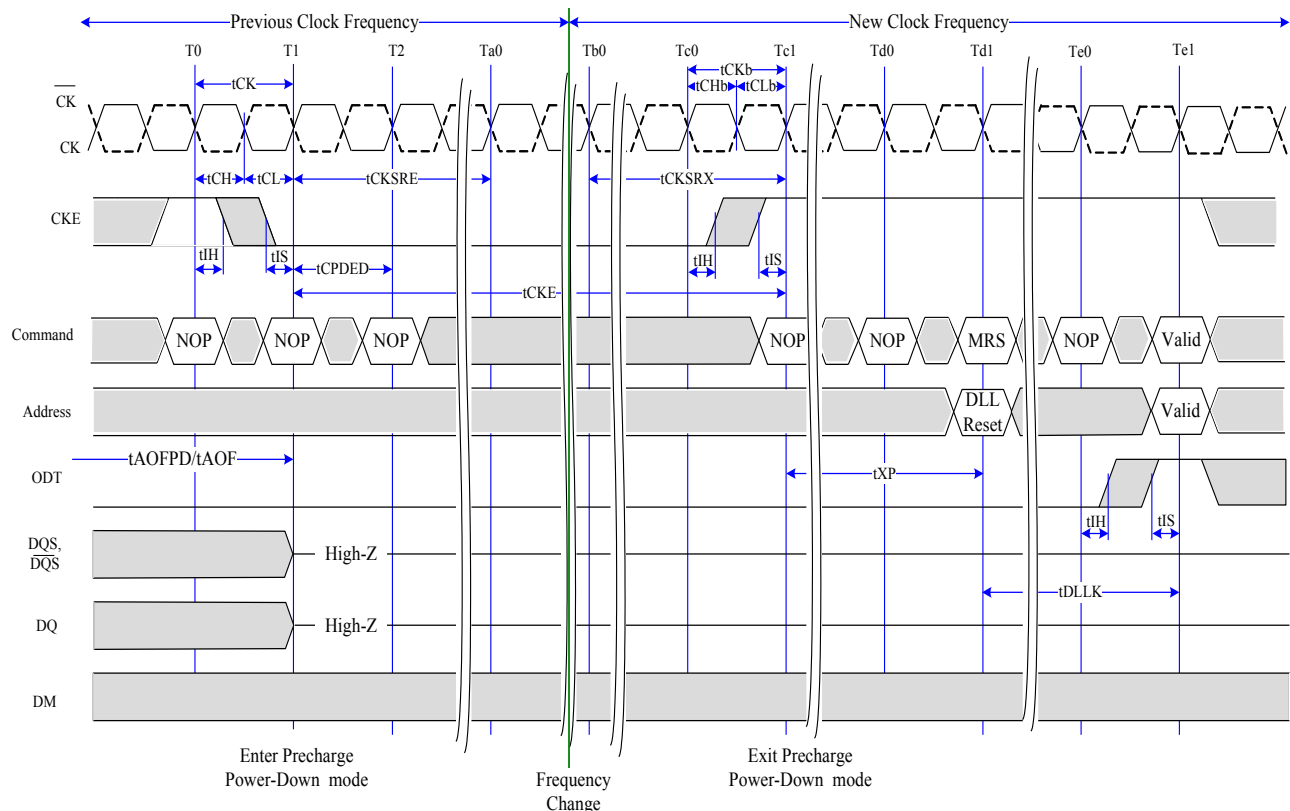 Previous Clock Frequency New Clock Frequency
T0 T1 T2 Ta0 Tb0 Tc0 Tc1 Td0 Td1 Te0 Te1
tCK tCKb
tCHb tCLb
CK
CK
tCH tCL tCKSRE tCKSRX
CKE
tIH tIS tCPDED tIH tIS
tCKE
Command NOP NOP NOP NOP NOP MRS NOP Valid
Address DLL Reset Valid
tAOFPD/tAOF
ODT tXP
tIH tIS
DQS,
DQS High-Z
tDLLK
DQ High-Z
DM
Enter Precharge
Power-Down mode
Frequency
Change
Exit Precharge
Power-Down mode